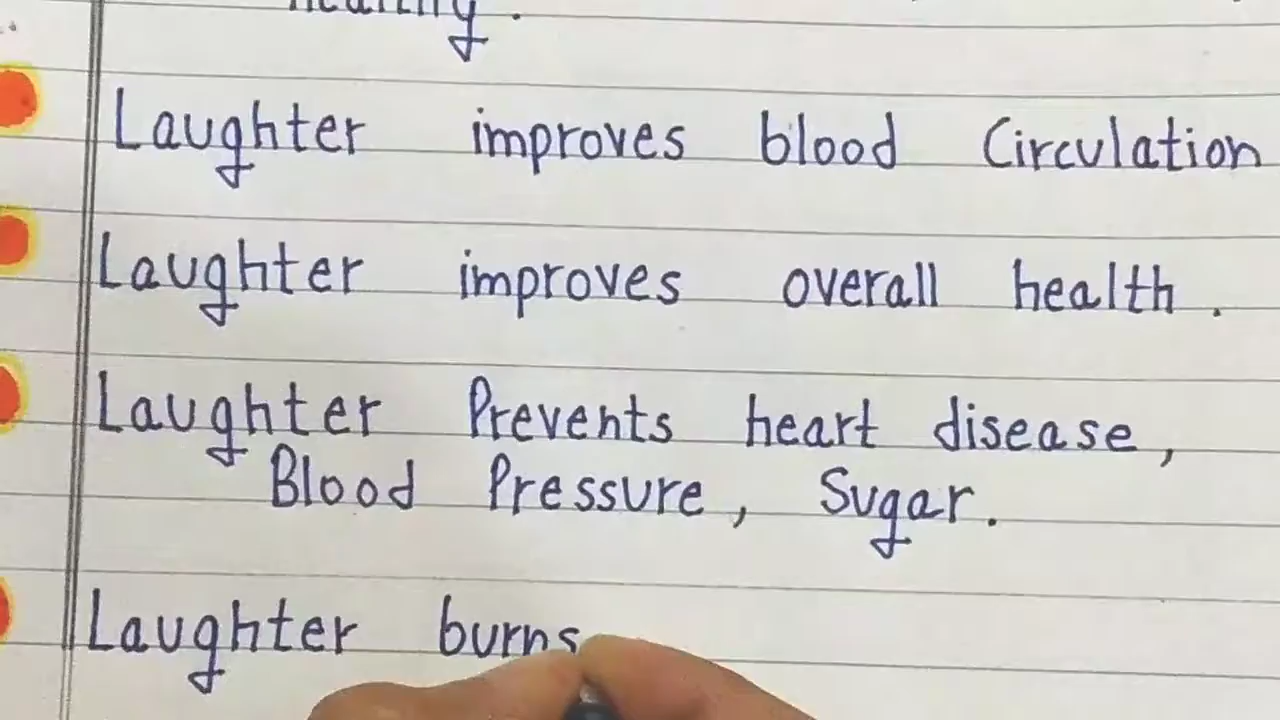 Laughter improves blood Circulation
Laughter improves overall health.
Laughter Prevents heart disease,
Blood Pressure, Sugar.
Laughter burns